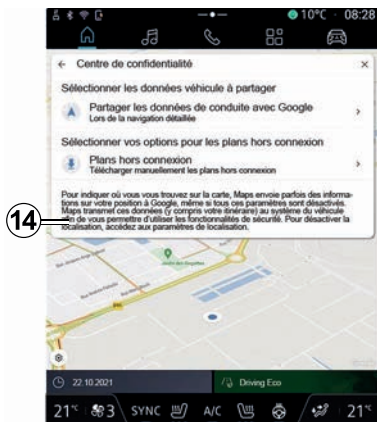 10°C 08:28
← Centre de confidentialité ×
Sélectionner les données véhicule à partager
Partager les données de conduite avec Google
Lors de la navigation détaillée
Sélectionner vos options pour les plans hors connexion
Plans hors connexion
Télécharger manuellement les plans hors connexion
Pour indiquer où vous vous trouvez sur la carte, Maps envoie parfois des informa-
tions sur votre position à Google, même si tous ces paramètres sont désactivés.
Maps transmet ces données (y compris votre itinéraire) au système du véhicule
afin de vous permettre d'utiliser les fonctionnalités de sécurité. Pour désactiver la
localisation, accédez aux paramètres de localisation.
14
22.10.2021 Driving Eco
21°C 3 SYNC A/C 21°C